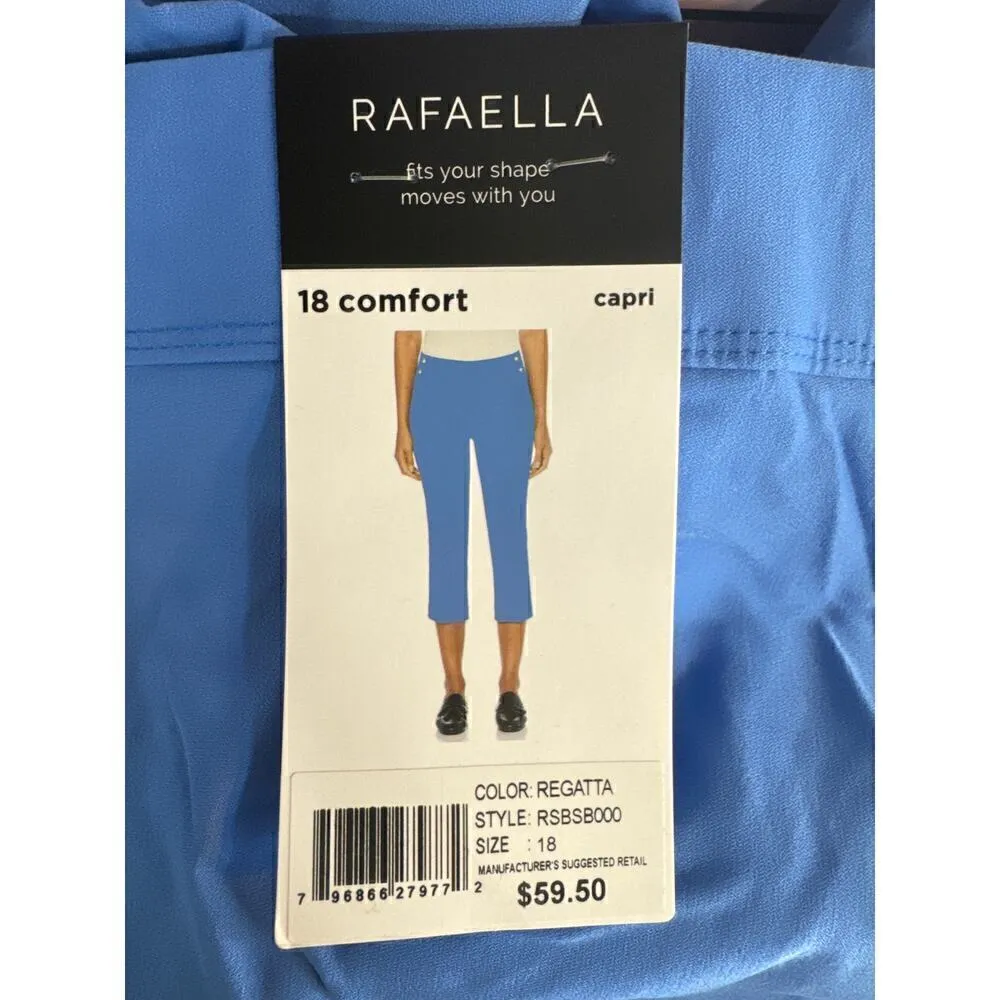 RAFAELLA
fits your shape
moves with you
18 comfort capri
COLOR: REGATTA
STYLE: RSBSB000
SIZE : 18
MANUFACTURER'S SUGGESTED RETAIL
$59.50
7 96866 27977 2